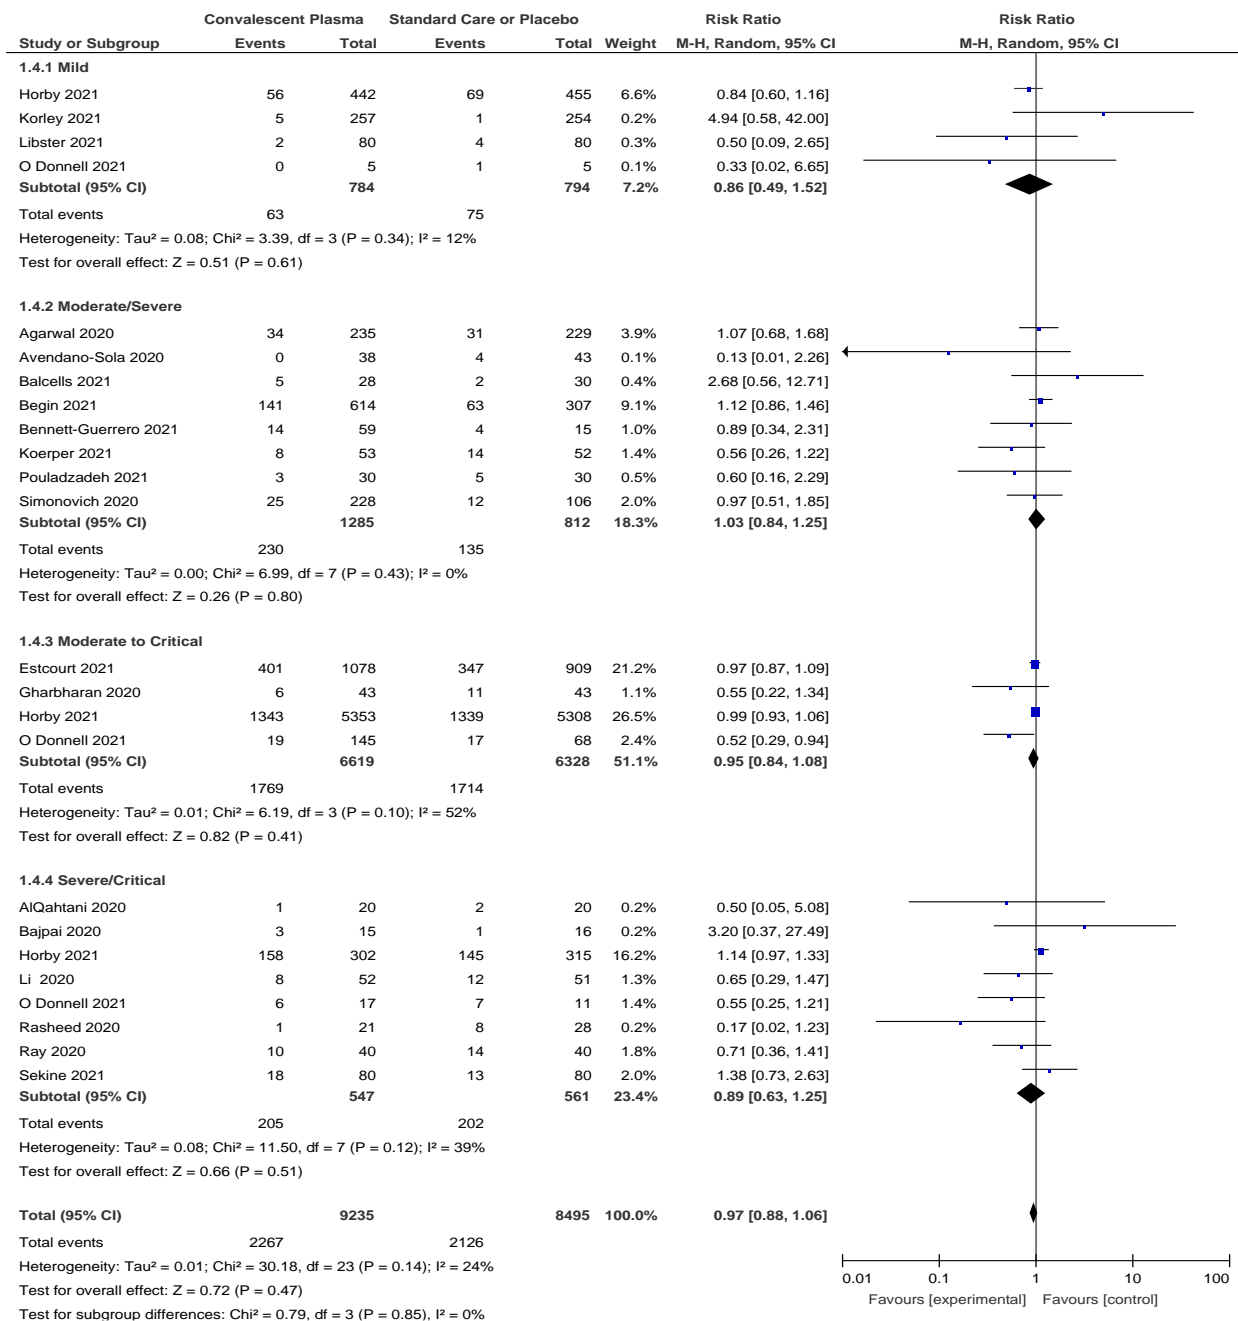 Convalescent Plasma Standard Care or Placebo Risk Ratio Risk Ratio
Study or Subgroup Events Total Events Total Weight M-H, Random, 95% CI M-H, Random, 95% CI
1.4.1 Mild
Horby 2021 56 442 69 455 6.6% 0.84 [0.60, 1.16]
Korley 2021 5 257 1 254 0.2% 4.94 [0.58, 42.00]
Libster 2021 2 80 4 80 0.3% 0.50 [0.09, 2.65]
O Donnell 2021 0 5 1 5 0.1% 0.33 [0.02, 6.65]
Subtotal (95% CI) 784 794 7.2% 0.86 [0.49, 1.52]
Total events 63 75
Heterogeneity: Tau² = 0.08; Chi² = 3.39, df = 3 (P = 0.34); I² = 12%
Test for overall effect: Z = 0.51 (P = 0.61)
1.4.2 Moderate/Severe
Agarwal 2020 34 235 31 229 3.9% 1.07 [0.68, 1.68]
Avendano-Sola 2020 0 38 4 43 0.1% 0.13 [0.01, 2.26]
Balcells 2021 5 28 2 30 0.4% 2.68 [0.56, 12.71]
Begin 2021 141 614 63 307 9.1% 1.12 [0.86, 1.46]
Bennett-Guerrero 2021 14 59 4 15 1.0% 0.89 [0.34, 2.31]
Koerper 2021 8 53 14 52 1.4% 0.56 [0.26, 1.22]
Pouladzadeh 2021 3 30 5 30 0.5% 0.60 [0.16, 2.29]
Simonovich 2020 25 228 12 106 2.0% 0.97 [0.51, 1.85]
Subtotal (95% CI) 1285 812 18.3% 1.03 [0.84, 1.25]
Total events 230 135
Heterogeneity: Tau² = 0.00; Chi² = 6.99, df = 7 (P = 0.43); I² = 0%
Test for overall effect: Z = 0.26 (P = 0.80)
1.4.3 Moderate to Critical
Estcourt 2021 401 1078 347 909 21.2% 0.97 [0.87, 1.09]
Gharbharan 2020 6 43 11 43 1.1% 0.55 [0.22, 1.34]
Horby 2021 1343 5353 1339 5308 26.5% 0.99 [0.93, 1.06]
O Donnell 2021 19 145 17 68 2.4% 0.52 [0.29, 0.94]
Subtotal (95% CI) 6619 6328 51.1% 0.95 [0.84, 1.08]
Total events 1769 1714
Heterogeneity: Tau² = 0.01; Chi² = 6.19, df = 3 (P = 0.10); I² = 52%
Test for overall effect: Z = 0.82 (P = 0.41)
1.4.4 Severe/Critical
AlQahtani 2020 1 20 2 20 0.2% 0.50 [0.05, 5.08]
Bajpai 2020 3 15 1 16 0.2% 3.20 [0.37, 27.49]
Horby 2021 158 302 145 315 16.2% 1.14 [0.97, 1.33]
Li 2020 8 52 12 51 1.3% 0.65 [0.29, 1.47]
O Donnell 2021 6 17 7 11 1.4% 0.55 [0.25, 1.21]
Rasheed 2020 1 21 8 28 0.2% 0.17 [0.02, 1.23]
Ray 2020 10 40 14 40 1.8% 0.71 [0.36, 1.41]
Sekine 2021 18 80 13 80 2.0% 1.38 [0.73, 2.63]
Subtotal (95% CI) 547 561 23.4% 0.89 [0.63, 1.25]
Total events 205 202
Heterogeneity: Tau² = 0.08; Chi² = 11.50, df = 7 (P = 0.12); I² = 39%
Test for overall effect: Z = 0.66 (P = 0.51)
Total (95% CI) 9235 8495 100.0% 0.97 [0.88, 1.06]
Total events 2267 2126
Heterogeneity: Tau² = 0.01; Chi² = 30.18, df = 23 (P = 0.14); I² = 24%
Test for overall effect: Z = 0.72 (P = 0.47)
Test for subgroup differences: Chi² = 0.79, df = 3 (P = 0.85), I² = 0%
0.01 0.1 1 10 100
Favours [experimental] Favours [control]